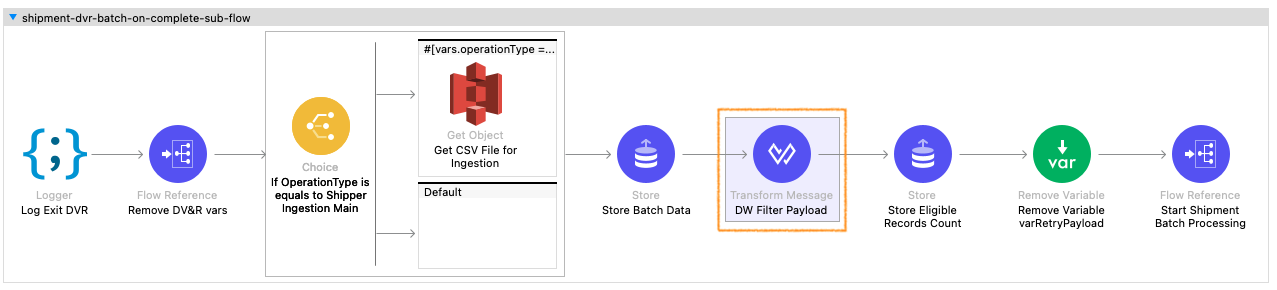 shipment-dvr-batch-on-complete-sub-flow
Logger
Log Exit DVR
Flow Reference
Remove DV&R vars
Choice
If OperationType is
equals to Shipper
Ingestion Main
#[vars.operationType =...
Get Object
Get CSV File for
Ingestion
Default
Store
Store Batch Data
Transform Message
DW Filter Payload
Store
Store Eligible
Records Count
var
Remove Variable
Remove Variable
varRetryPayload
Flow Reference
Start Shipment
Batch Processing